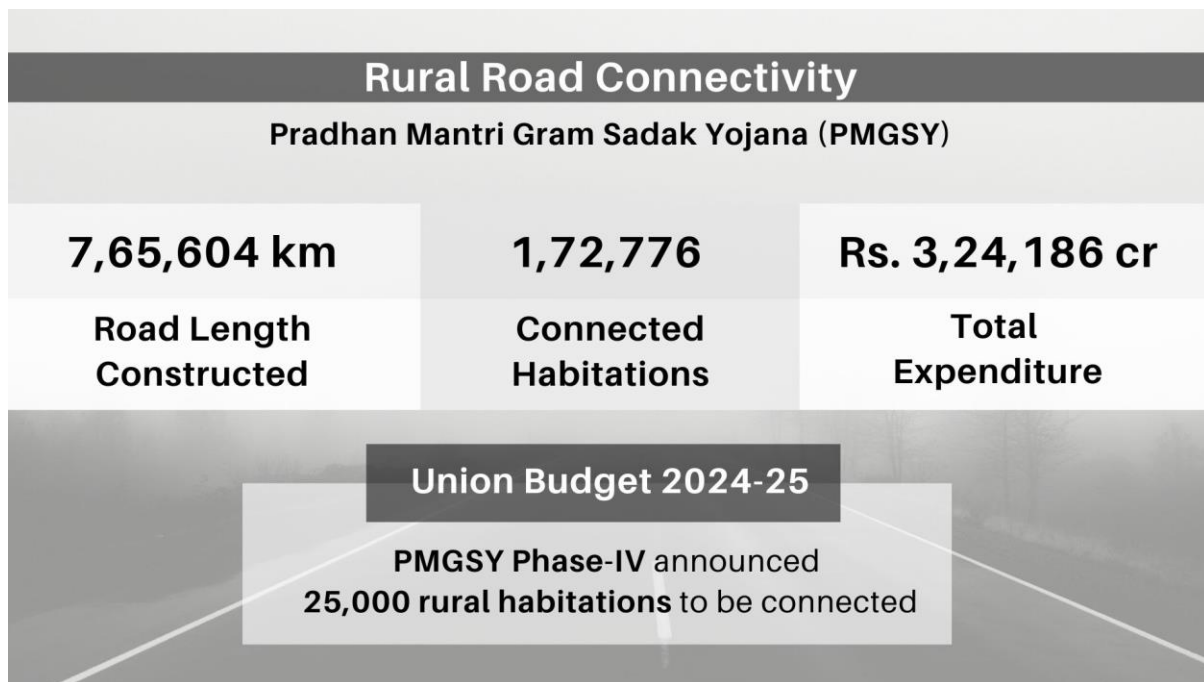 Rural Road Connectivity
Pradhan Mantri Gram Sadak Yojana (PMGSY)
7,65,604 km
Road Length
Constructed
1,72,776
Connected
Habitations
Rs. 3,24,186 cr
Total
Expenditure
Union Budget 2024-25
PMGSY Phase-IV announced
25,000 rural habitations to be connected